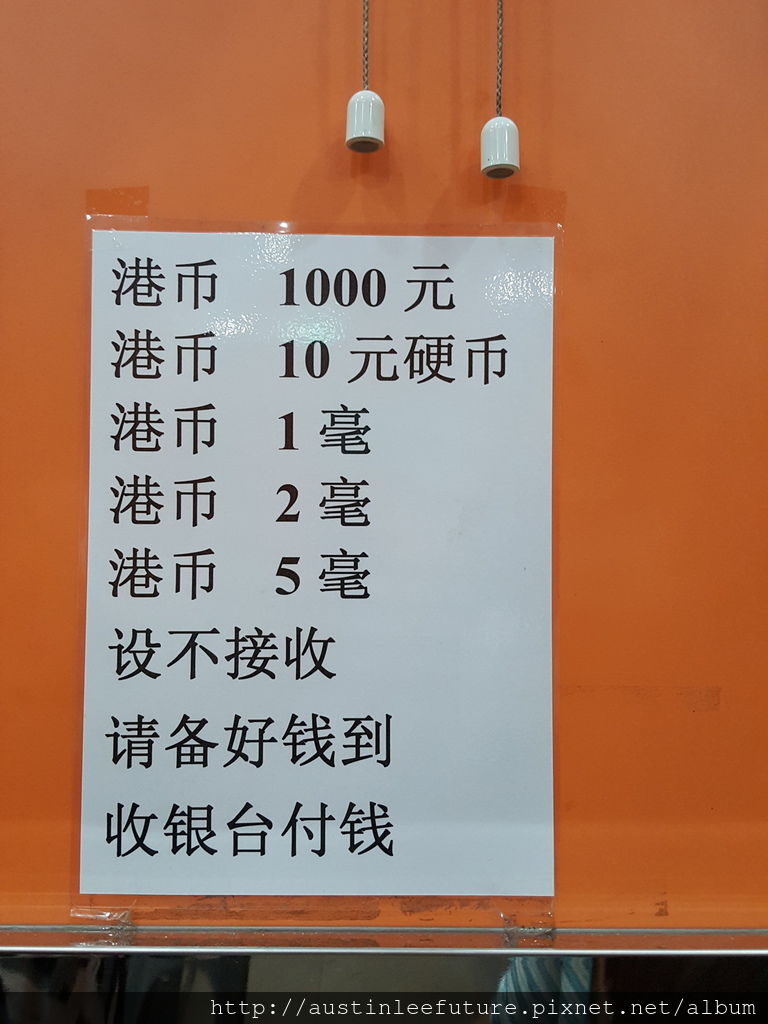 港币 1000 元
港币 10 元硬币
港币 1 毫
港币 2 毫
港币 5 毫
设不接收
请备好钱到
收银台付钱
http://austinleefuture.pixnet.net/album